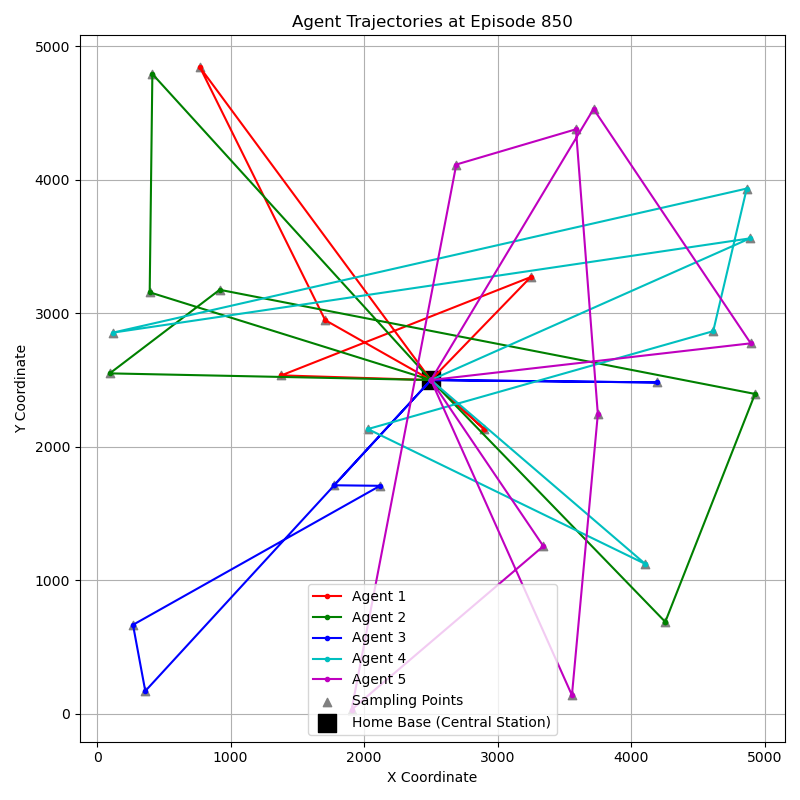 Agent Trajectories at Episode 850
Y Coordinate
5000
4000
3000
2000
1000
0
Agent 1
Agent 2
Agent 3
Agent 4
Agent 5
Sampling Points
Home Base (Central Station)
0 1000 2000 3000 4000 5000
X Coordinate